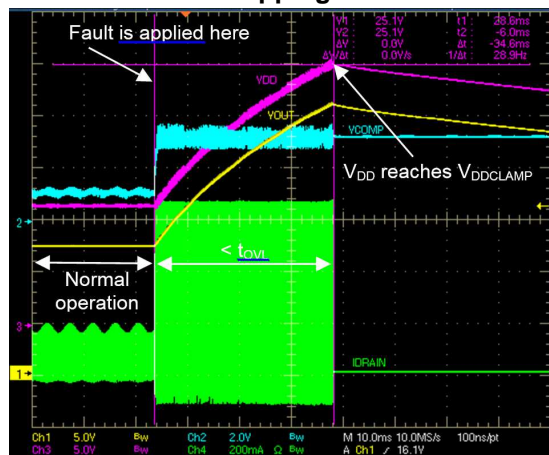 V1: 25.1V t1: 28.6ms
V2: 25.1V t2: -6.0ms
ΔV: 0.0V Δt: -34.6ms
ΔV/Δt: 0.0V/s 1/Δt: 28.9Hz
Fault is applied here
VDD
VOUT
VCOMP
VDD reaches VDDCLAMP
2
< tOVL
Normal operation
3
1
IDRAIN
Ch1 5.0V Bw Ch2 2.0V Bw M 10.0ms 10.0MS/s 100ns/pt
Ch3 5.0V Bw Ch4 200mA Ω Bw A Ch1 ∕ 16.1V